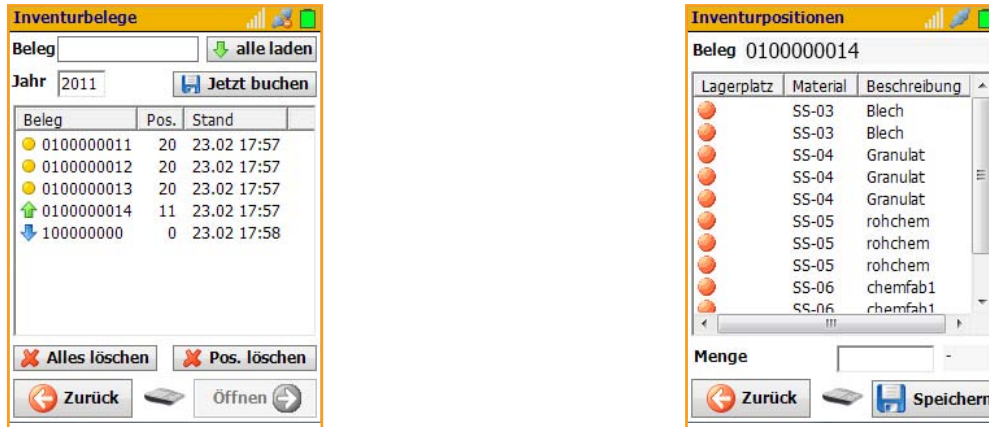 Inventurbelege
Beleg alle laden
Jahr 2011 Jetzt buchen
Beleg Pos. Stand
0100000011 20 23.02 17:57
0100000012 20 23.02 17:57
0100000013 20 23.02 17:57
0100000014 11 23.02 17:57
100000000 0 23.02 17:58
Alles löschen Pos. löschen
Zurück Öffnen
Inventurpositionen
Beleg 0100000014
Lagerplatz Material Beschreibung
SS-03 Blech
SS-03 Blech
SS-04 Granulat
SS-04 Granulat
SS-04 Granulat
SS-05 rohchem
SS-05 rohchem
SS-05 rohchem
SS-06 chemfab1
SS-06 chemfab1
Menge -
Zurück Speichern